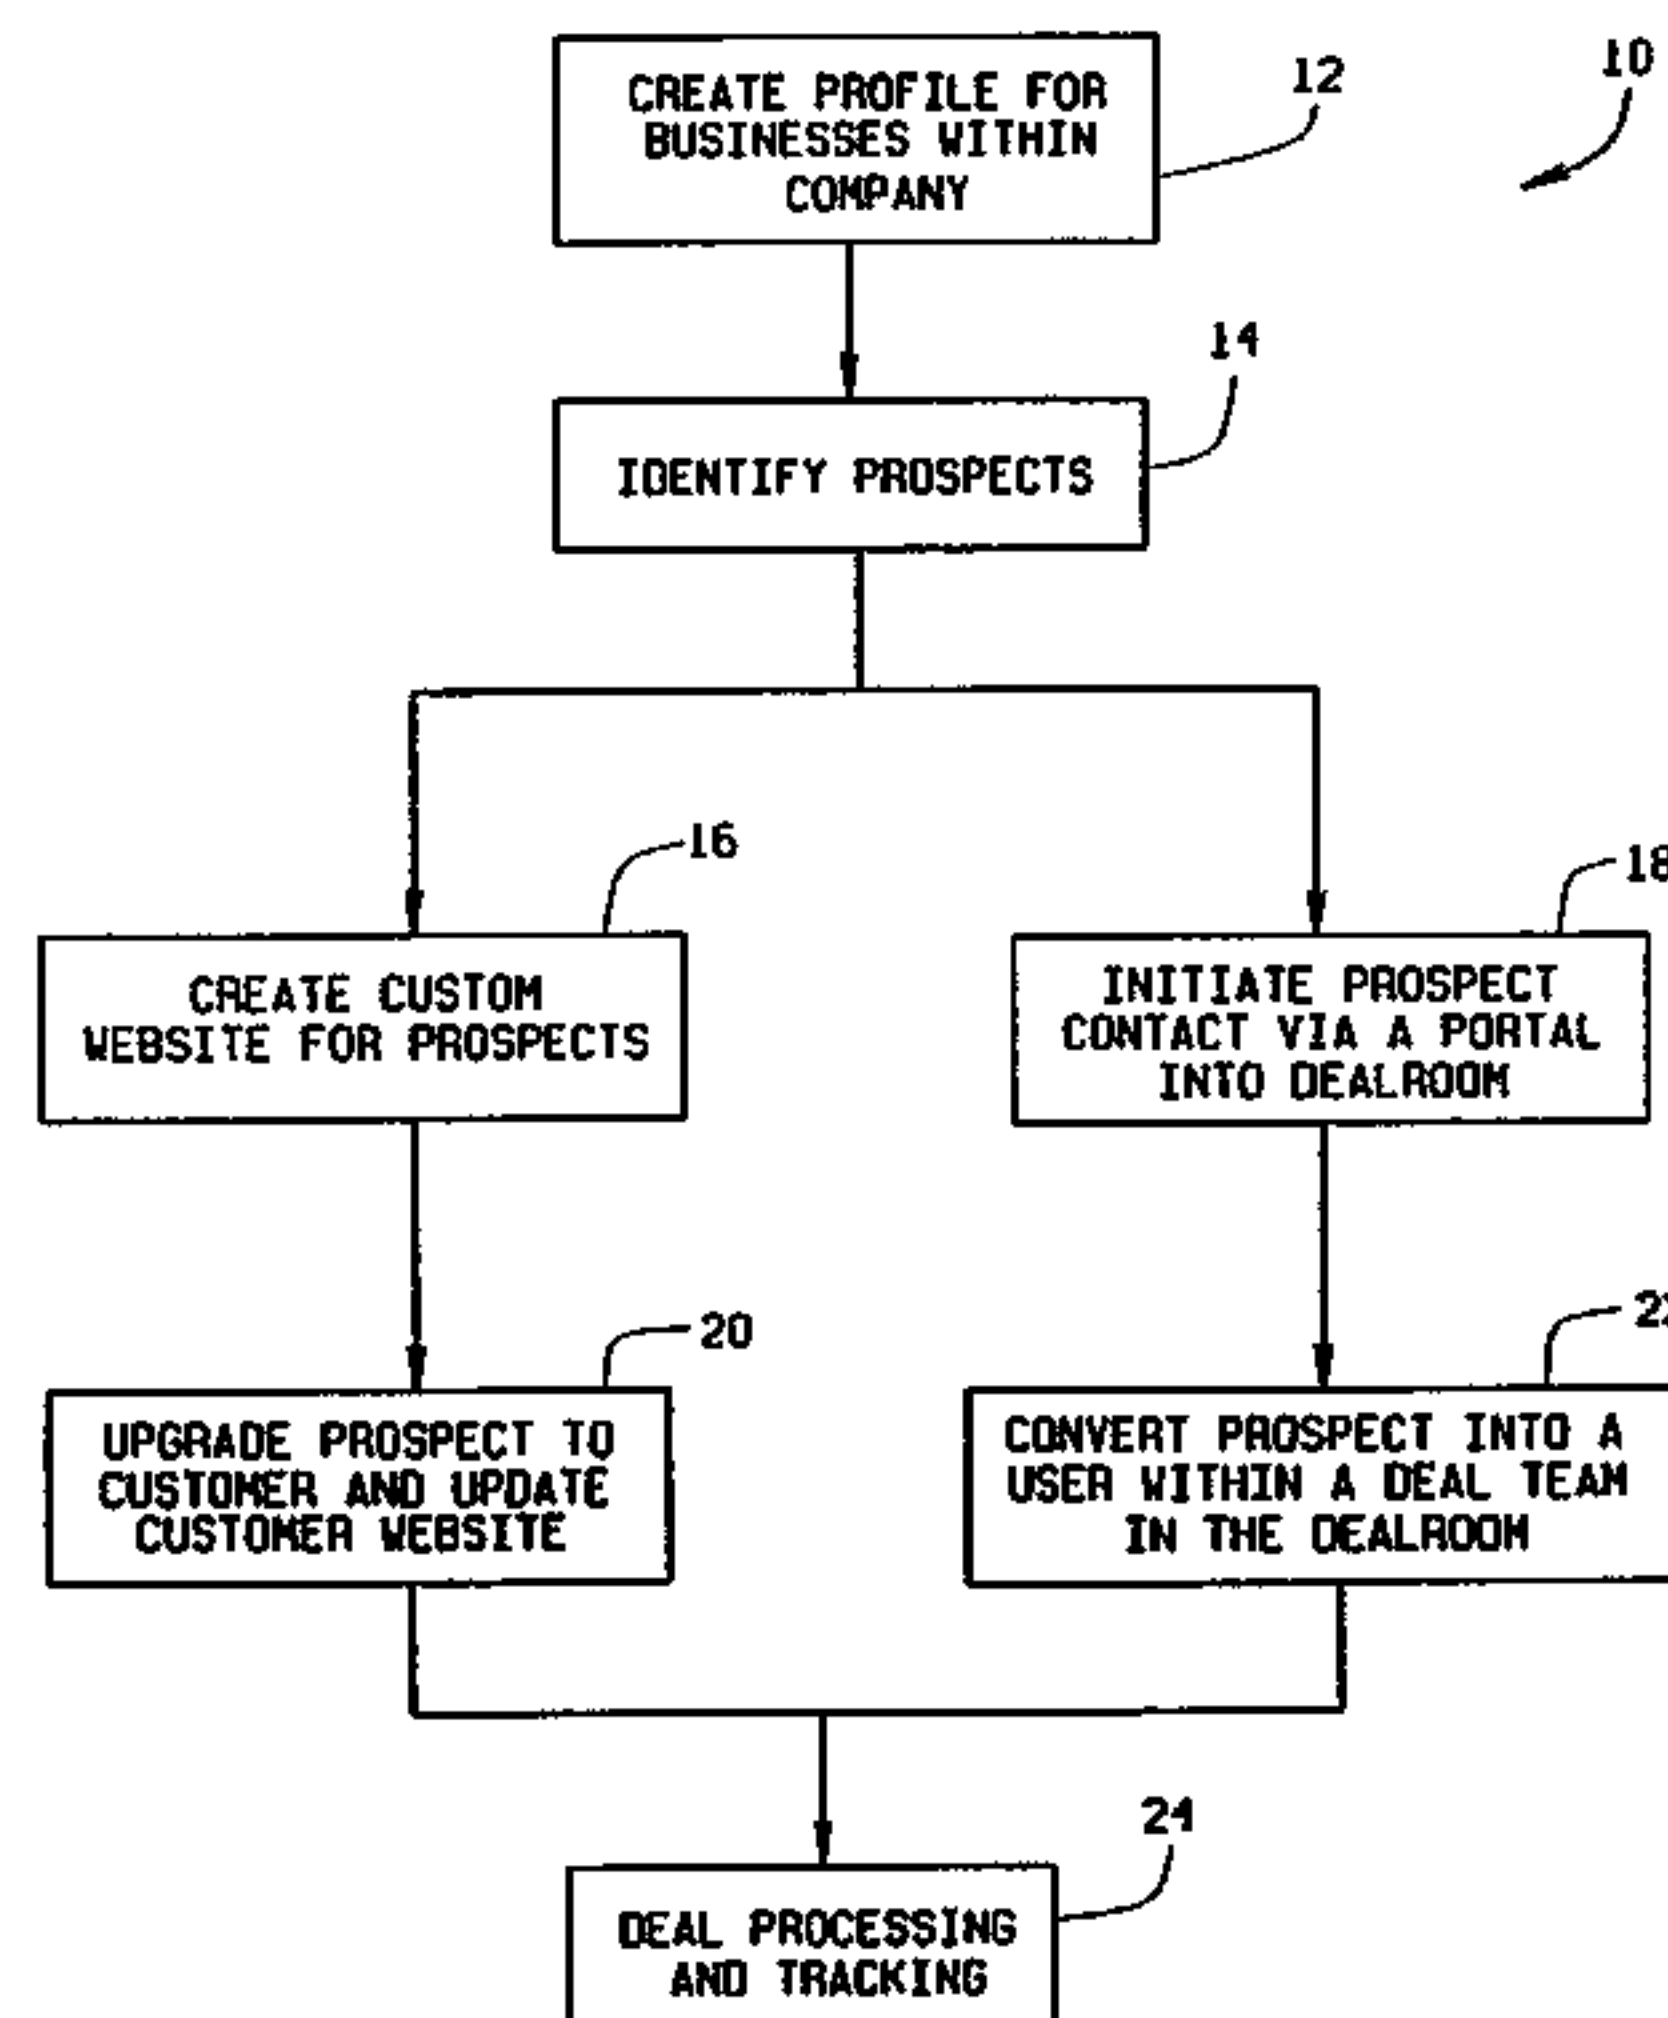 10
12
CREATE PROFILE FOR
BUSINESSES WITHIN
COMPANY
14
IDENTIFY PROSPECTS
16
18
CREATE CUSTOM
WEBSITE FOR PROSPECTS
INITIATE PROSPECT
CONTACT VIA A PORTAL
INTO DEALROOM
20
UPGRADE PROSPECT TO
CUSTOMER AND UPDATE
CUSTOMER WEBSITE
CONVERT PROSPECT INTO A
USER WITHIN A DEAL TEAM
IN THE DEALROOM
24
DEAL PROCESSING
AND TRACKING